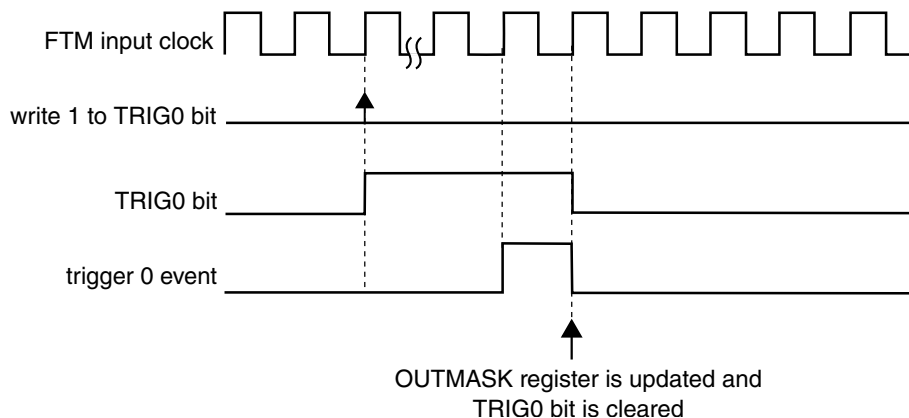 FTM input clock
write 1 to TRIG0 bit
TRIG0 bit
trigger 0 event
OUTMASK register is updated and
TRIG0 bit is cleared